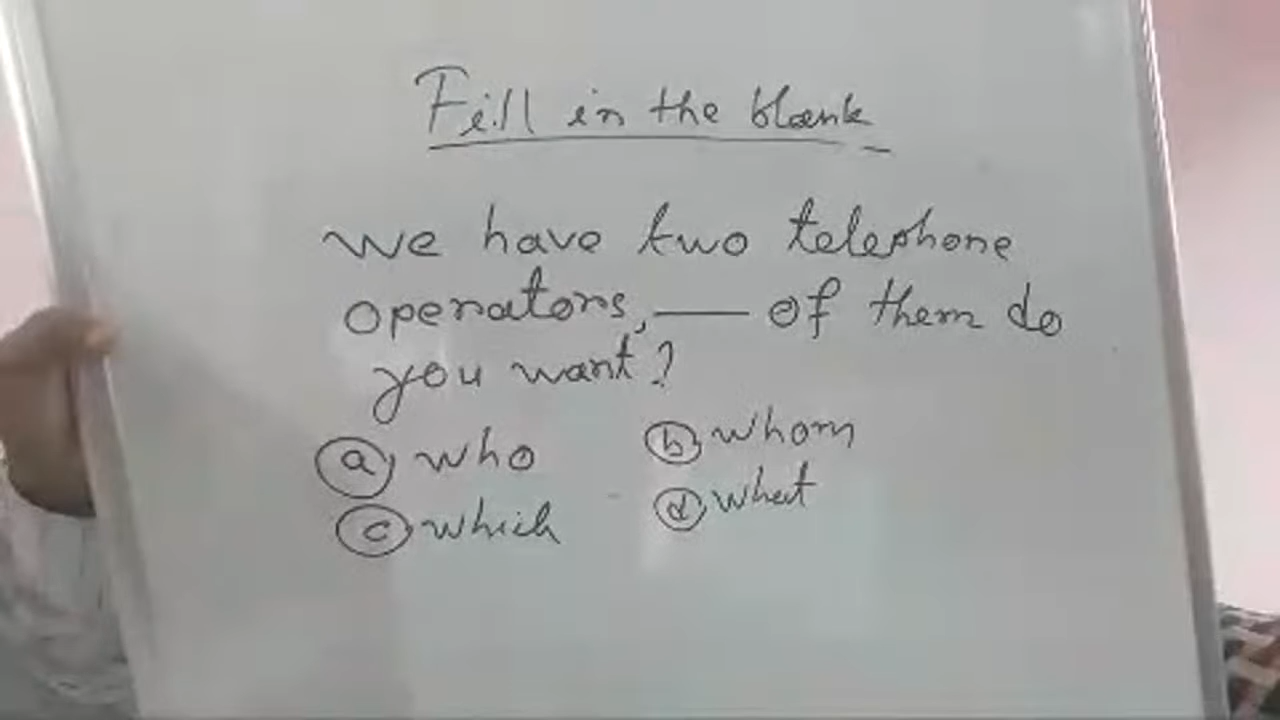 Fill in the blank
We have two telephone
operators, —— of them do
you want?
(a) who (b) whom
(c) which (d) what